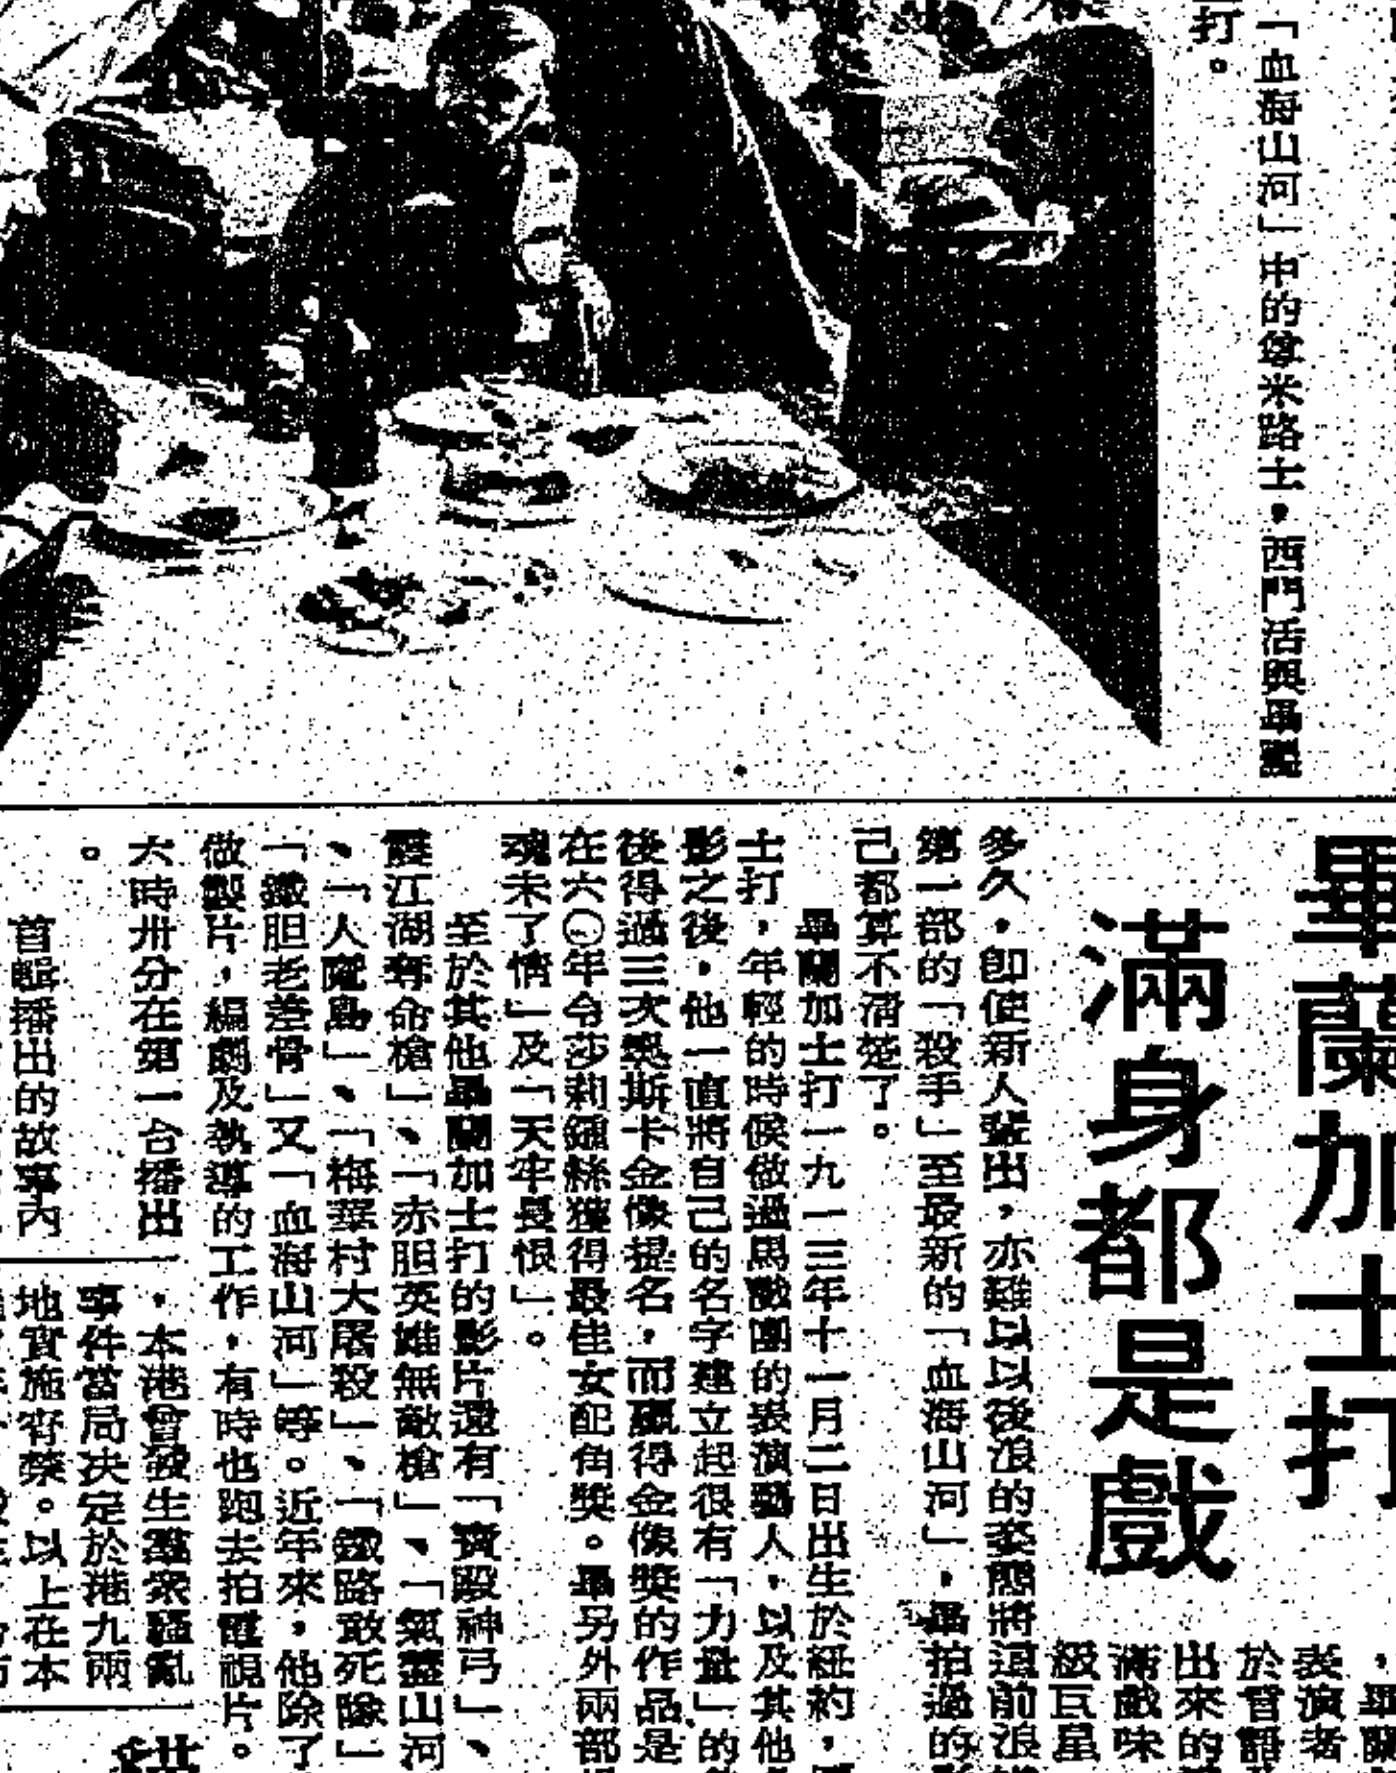 打。
「血海山河」中的尊米路士，西門活與畢蘭
畢蘭加士打
滿身都是戲
，畢蘭
表演者
出來的
滿戲味
級巨星
多久，卽使新人輩出，亦難以以後浪的姿態將這前浪
第一部的「殺手」至最新的「血海山河」，畢拍過的
己都算不清楚了。
畢蘭加士打一九一三年十一月二日出生於紐約，
士打，年輕的時候做過馬戲團的表演藝人，以及其他
影之後，他一直將自己的名字建立起很有「力量」的
後得過三次奧斯卡金像提名，而贏得金像獎的作品是
在六〇年令莎莉鍾絲獲得最佳女配角獎。畢另外兩部
魂未了情」及「天牢長恨」。
至於其他畢蘭加士打的影片還有「寶殿神弓」、
霞江湖奪命槍」、「赤胆英雄無敵槍」、「氣蓋山河
、「人魔島」、「梅華村大屠殺」、「鐵路敢死隊」
「鐵胆老差骨」又「血海山河」等。近年來，他除了
做製片，編劇及執導的工作，有時也跑去拍電視片。
六時卅分在第一台播出
。
首輯播出的故事內
，本港曾發生羣衆騷亂
事件當局决定於港九兩
地實施宵禁。以上在本